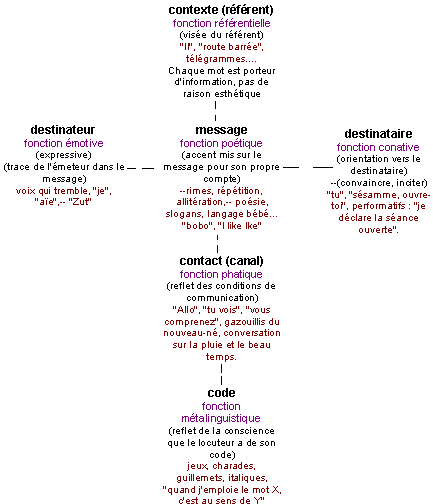 contexte (référent)
fonction référentielle
(visée du référent)
"Il", "route barrée",
télégrammes....
Chaque mot est porteur
d'information, pas de
raison esthétique
destinateur
fonction émotive
(expressive)
(trace de l'émeteur dans le
message)
voix qui tremble, "je",
"aïe",-- "Zut"
message
fonction poétique
(accent mis sur le
message pour son propre
compte)
--rimes, répétition,
allitération,-- poésie,
slogans, langage bébé...
"bobo", "I like Ike"
destinataire
fonction conative
(orientation vers le
destinataire)
--(convaincre, inciter)
"tu", "sésamme, ouvre-
toi", performatifs : "je
déclare la séance
ouverte".
contact (canal)
fonction phatique
(reflet des conditions de
communication)
"Allo", "tu vois", "vous
comprenez", gazouillis du
nouveau-né, conversation
sur la pluie et le beau
temps.
code
fonction
métalinguistique
(reflet de la conscience
que le locuteur a de son
code)
jeux, charades,
guillemets, italiques,
"quand j'emploie le mot X,
c'est au sens de Y"